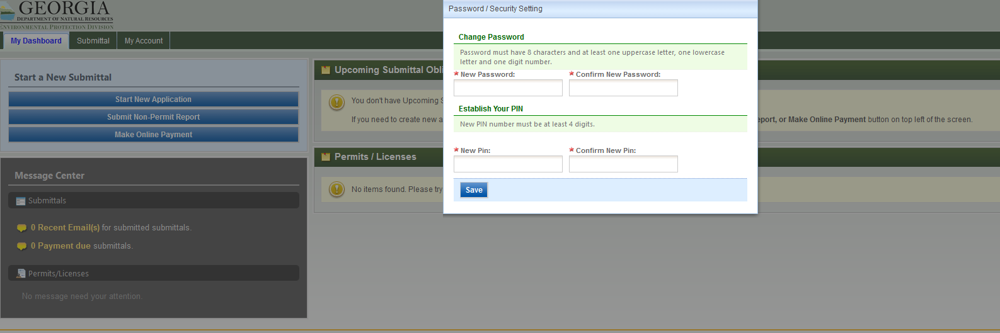 GEORGIA
DEPARTMENT OF NATURAL RESOURCES
ENVIRONMENTAL PROTECTION DIVISION
My Dashboard
Submittal
My Account
Start a New Submittal
Start New Application
Submit Non-Permit Report
Make Online Payment
Message Center
Submittals
0 Recent Email(s) for submitted submittals.
0 Payment due submittals.
Permits/Licenses
No message need your attention.
Upcoming Submittal Obli
You don't have Upcoming S
If you need to create new a
port, or Make Online Payment button on top left of the screen.
Permits / Licenses
No items found. Please try
Password / Security Setting
Change Password
Password must have 8 characters and at least one uppercase letter, one lowercase
letter and one digit number.
* New Password:
* Confirm New Password:
Establish Your PIN
New PIN number must be at least 4 digits.
* New Pin:
* Confirm New Pin:
Save